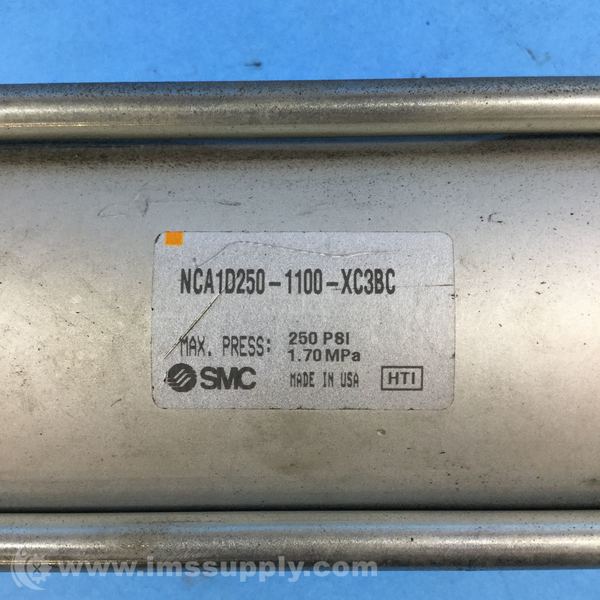 NCA1D250-1100-XC3BC
MAX. PRESS: 250 PSI
1.70 MPa
SMC MADE IN USA HTI
www.imssupply.com